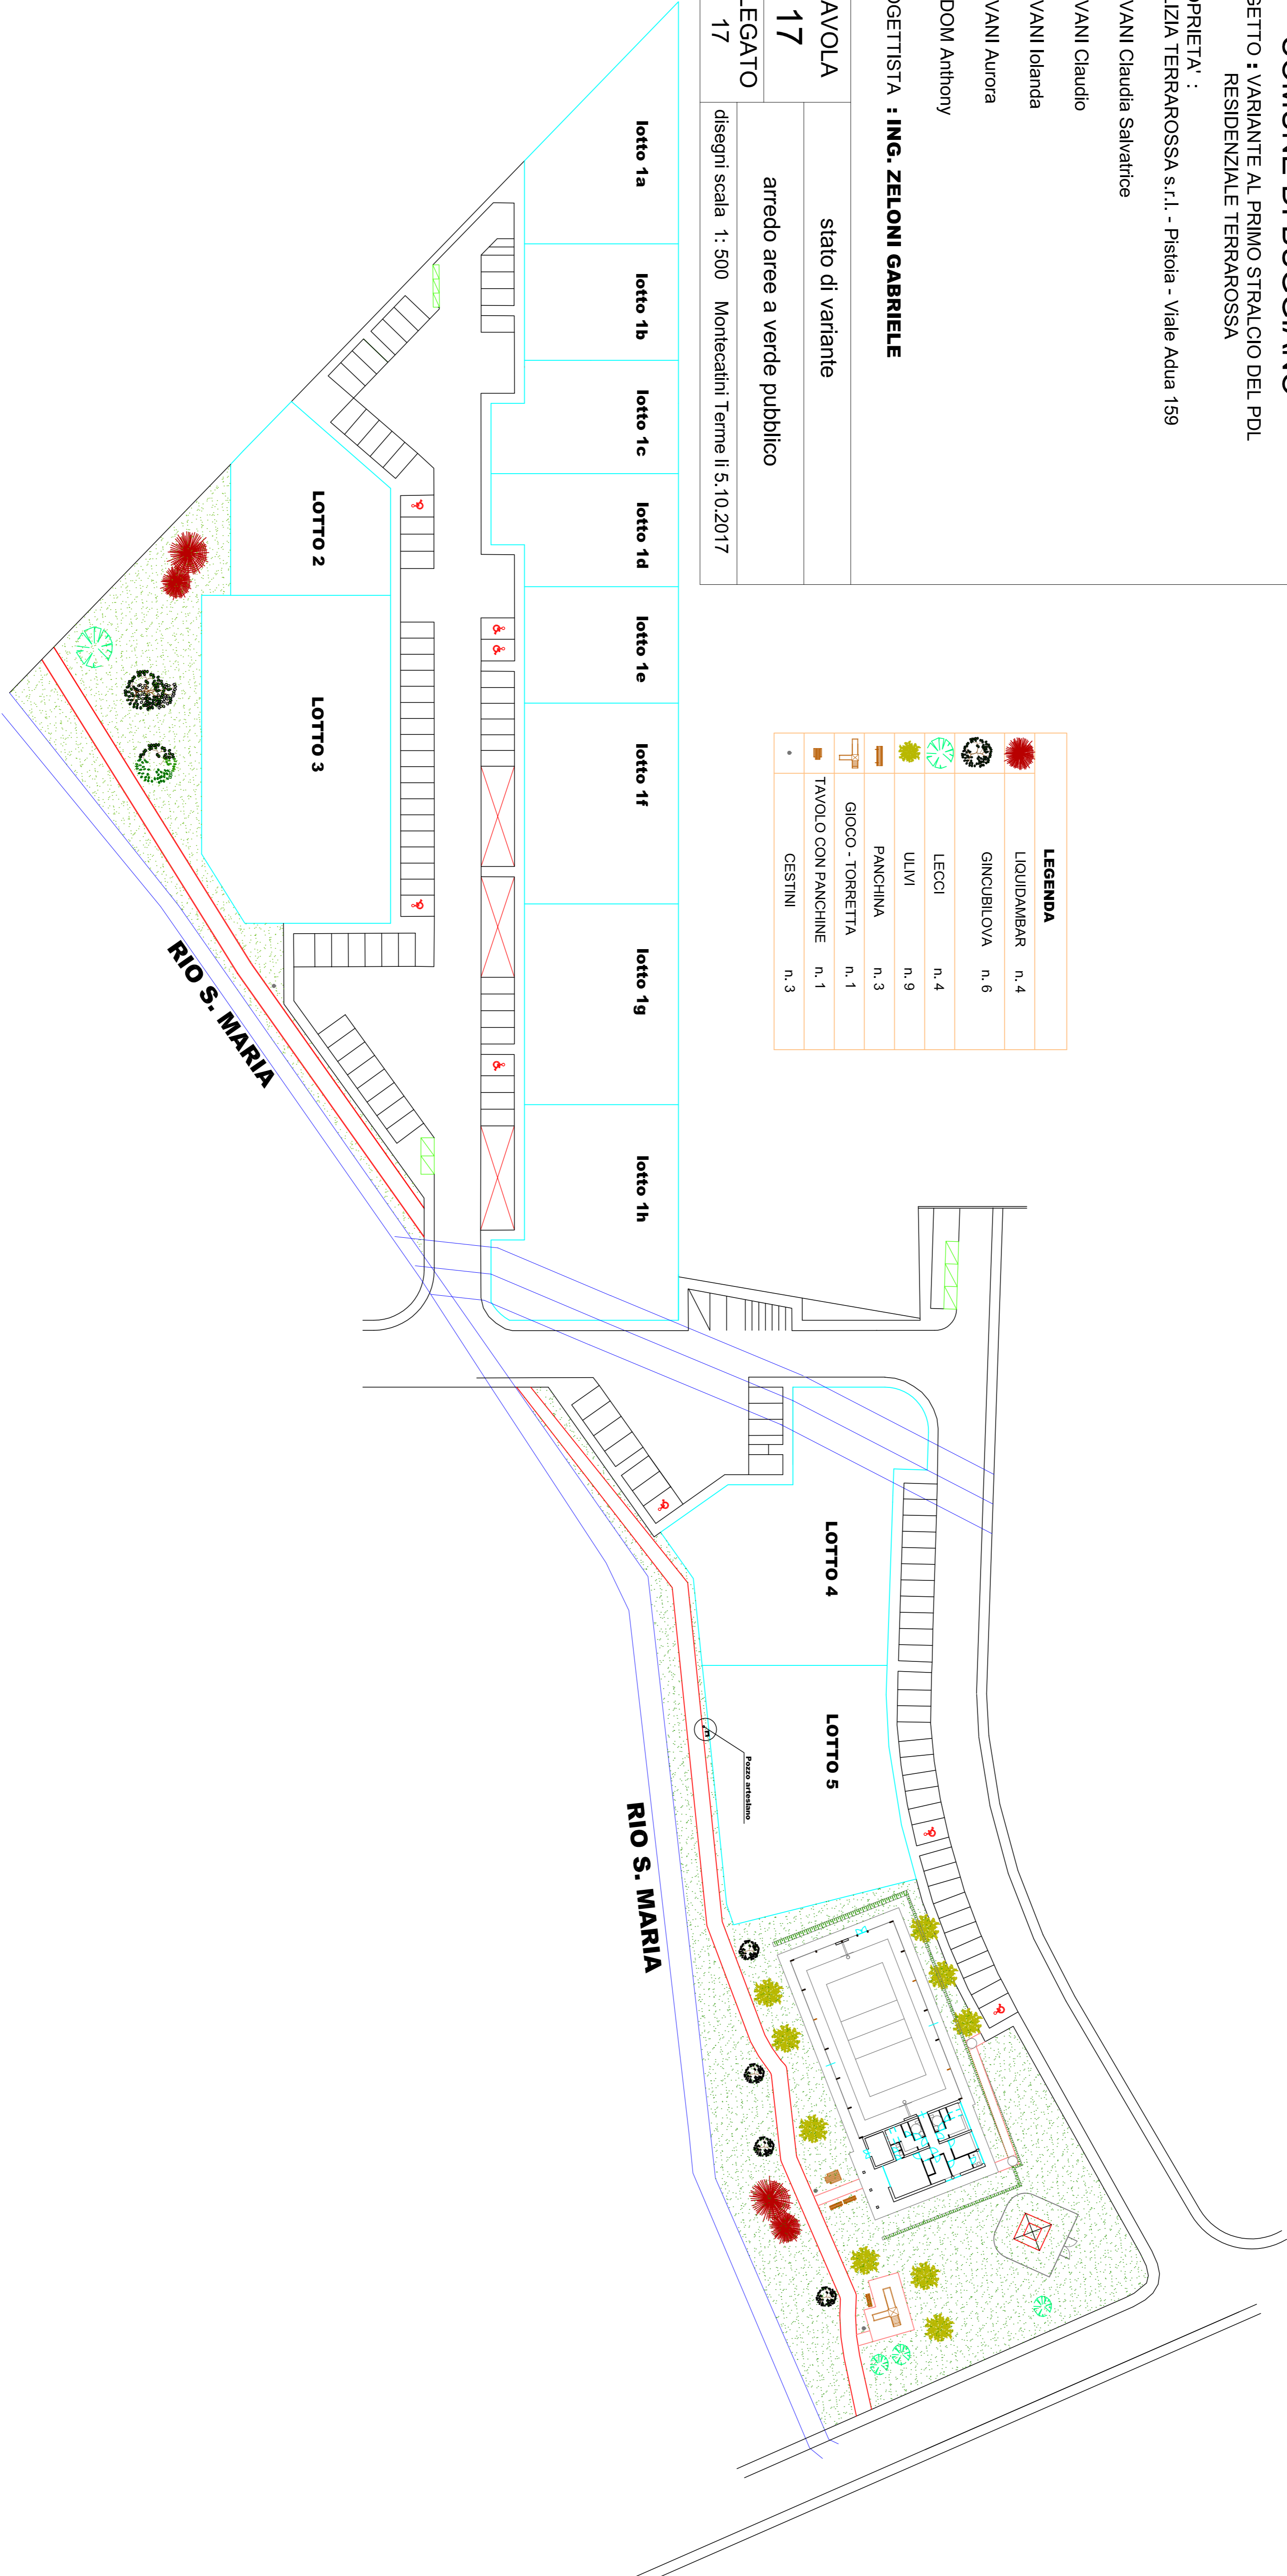 GETTO : VARIANTE AL PRIMO STRALCIO DEL PDL
RESIDENZIALE TERRAROSSA
OPRIETA' :
LIZIA TERRAROSSA s.r.l. - Pistoia - Viale Adua 159
VANI Claudia Salvatrice
VANI Claudio
VANI Iolanda
VANI Aurora
DOM Anthony
OGETTISTA : ING. ZELONI GABRIELE
AVOLA
17
stato di variante
arredo aree a verde pubblico
LEGATO
17
disegni scala 1: 500 Montecatini Terme li 5.10.2017
LEGENDA
LIQUIDAMBAR n. 4
GINCUBILOVA n. 6
LECCI n. 4
ULIVI n. 9
PANCHINA n. 3
GIOCO - TORRETTA n. 1
TAVOLO CON PANCHINE n. 1
CESTINI n. 3
lotto 1a
lotto 1b
lotto 1c
lotto 1d
lotto 1e
lotto 1f
lotto 1g
lotto 1h
LOTTO 2
LOTTO 3
RIO S. MARIA
LOTTO 4
LOTTO 5
Pozzo artesiano
RIO S. MARIA